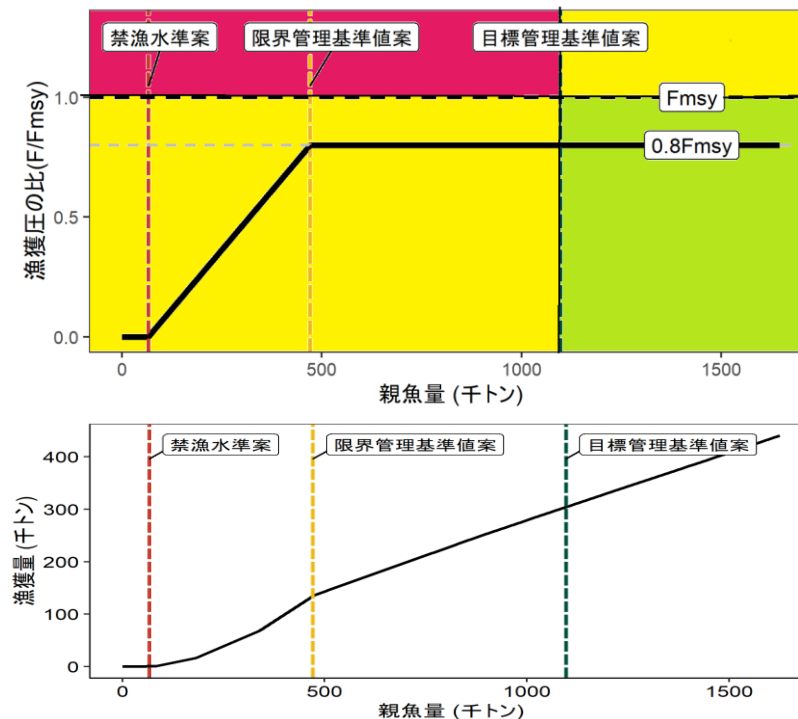 禁漁水準案
限界管理基準値案
目標管理基準値案
漁獲圧の比(F/Fmsy)
1.0
0.5
0.0
Fmsy
0.8Fmsy
0
500
1000
1500
親魚量 (千トン)
禁漁水準案
限界管理基準値案
目標管理基準値案
漁獲量 (千トン)
400
300
200
100
0
0
500
1000
1500
親魚量 (千トン)